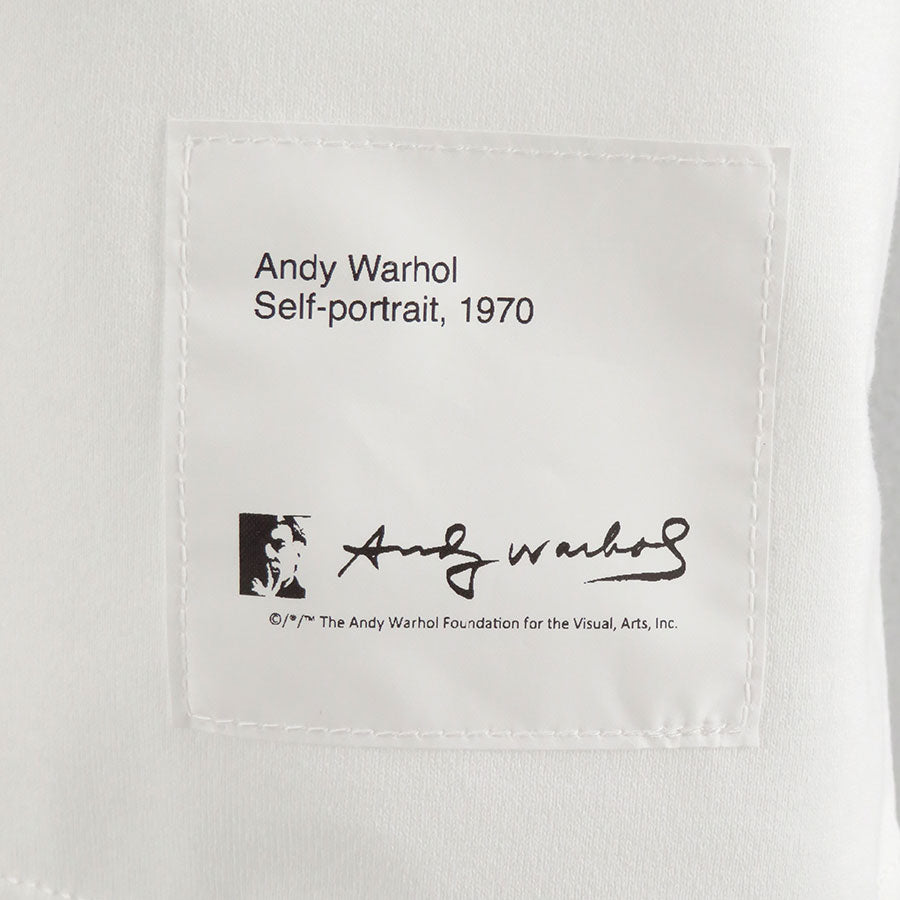 Andy Warhol
Self-portrait, 1970
Andy Warhol
©/®/™ The Andy Warhol Foundation for the Visual, Arts, Inc.